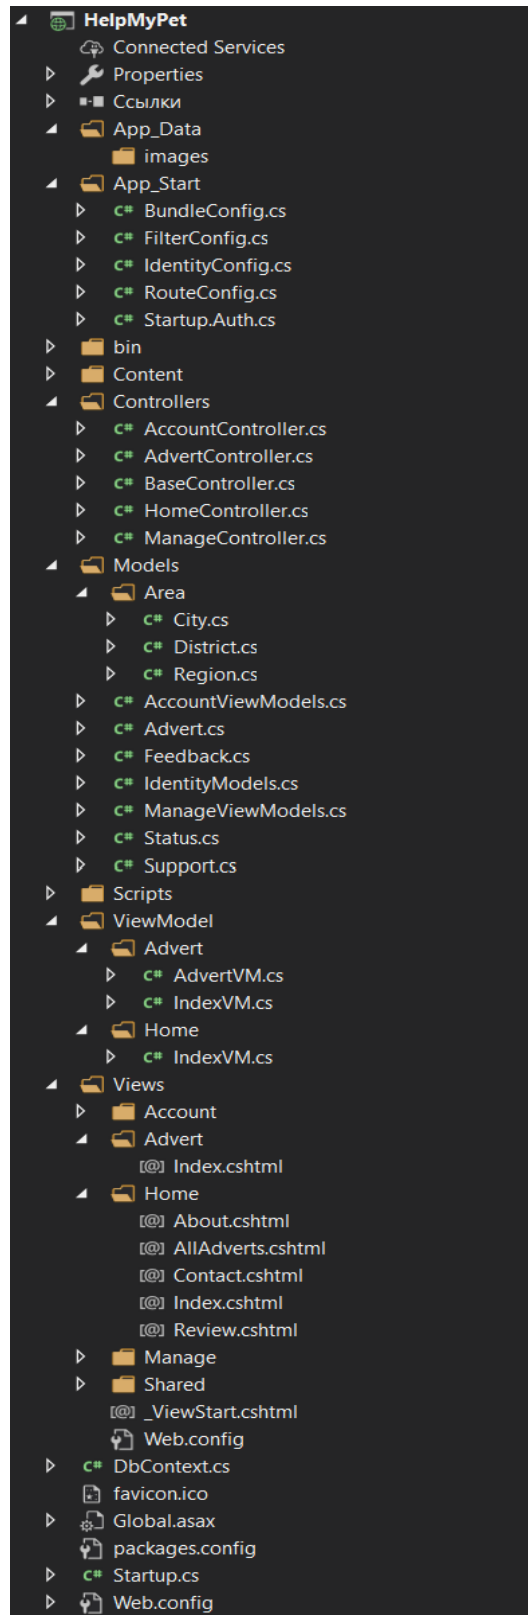 HelpMyPet
Connected Services
Properties
Ссылки
App_Data
images
App_Start
C# BundleConfig.cs
C# FilterConfig.cs
C# IdentityConfig.cs
C# RouteConfig.cs
C# Startup.Auth.cs
bin
Content
Controllers
C# AccountController.cs
C# AdvertController.cs
C# BaseController.cs
C# HomeController.cs
C# ManageController.cs
Models
Area
C# City.cs
C# District.cs
C# Region.cs
C# AccountViewModels.cs
C# Advert.cs
C# Feedback.cs
C# IdentityModels.cs
C# ManageViewModels.cs
C# Status.cs
C# Support.cs
Scripts
ViewModel
Advert
C# AdvertVM.cs
C# IndexVM.cs
Home
C# IndexVM.cs
Views
Account
Advert
[@] Index.cshtml
Home
[@] About.cshtml
[@] AllAdverts.cshtml
[@] Contact.cshtml
[@] Index.cshtml
[@] Review.cshtml
Manage
Shared
[@] _ViewStart.cshtml
Web.config
C# DbContext.cs
favicon.ico
Global.asax
packages.config
C# Startup.cs
Web.config